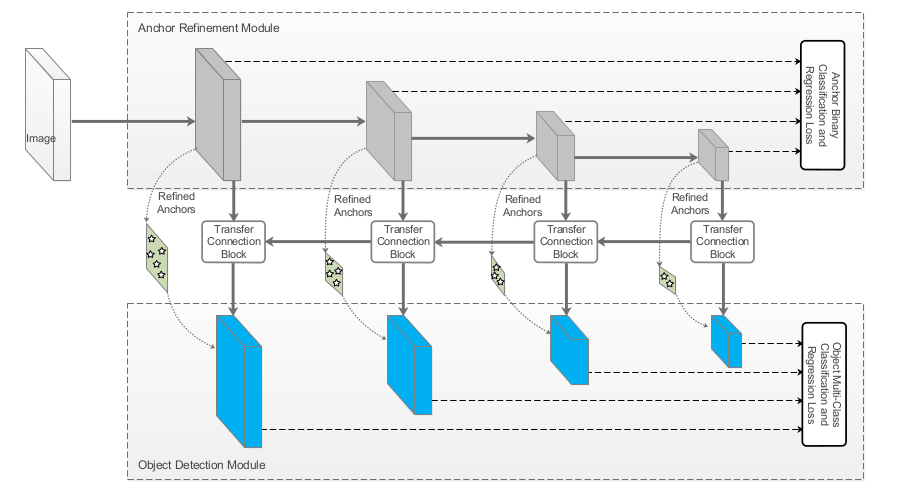 Anchor Refinement Module
Image
Anchor Binary
Classification and
Regression Loss
Refined
Anchors
Refined
Anchors
Refined
Anchors
Refined
Anchors
Transfer
Connection
Block
Transfer
Connection
Block
Transfer
Connection
Block
Transfer
Connection
Block
Object Multi-Class
Classification and
Regression Loss
Object Detection Module